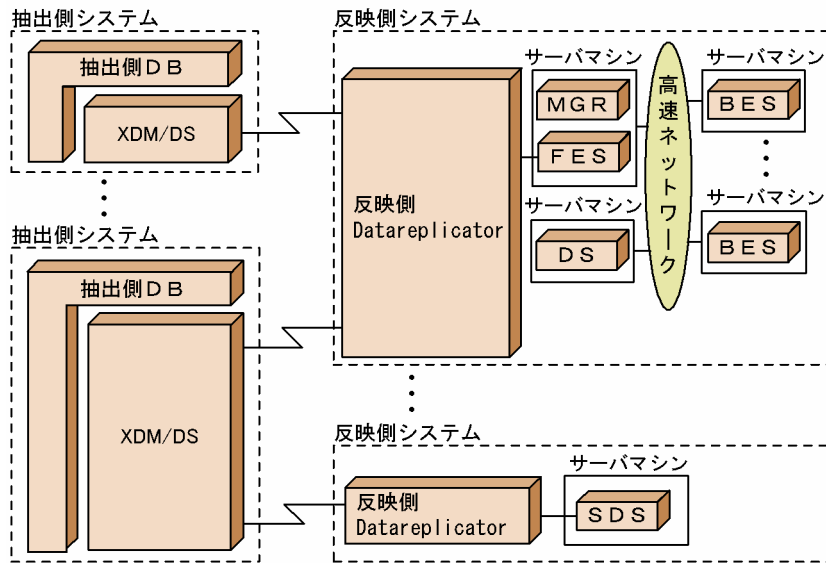 抽出側システム
抽出側DB
XDM/DS
抽出側システム
抽出側DB
XDM/DS
反映側システム
反映側
Datareplicator
サーバマシン
MGR
FES
サーバマシン
DS
高速ネットワーク
サーバマシン
BES
サーバマシン
BES
反映側システム
反映側
Datareplicator
サーバマシン
SDS